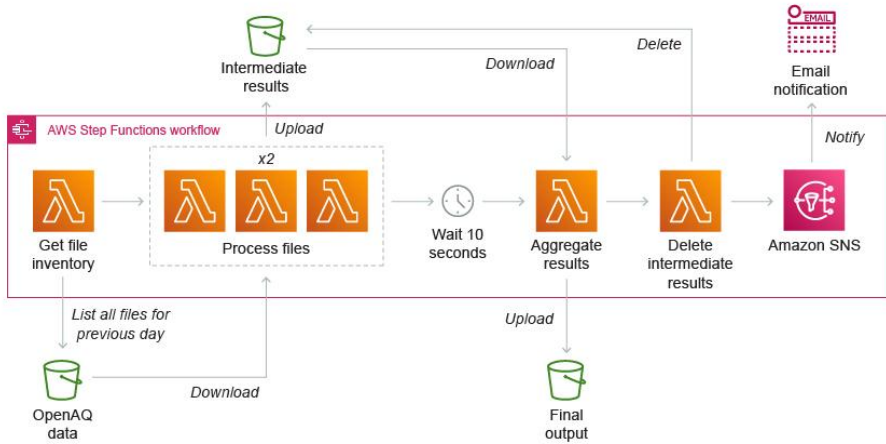 EMAIL
Intermediate
results
Download
Delete
Email
notification
AWS Step Functions workflow
Upload
Notify
x2
Get file
inventory
Process files
Wait 10
seconds
Aggregate
results
Delete
intermediate
results
Amazon SNS
List all files for
previous day
Upload
Download
OpenAQ
data
Final
output